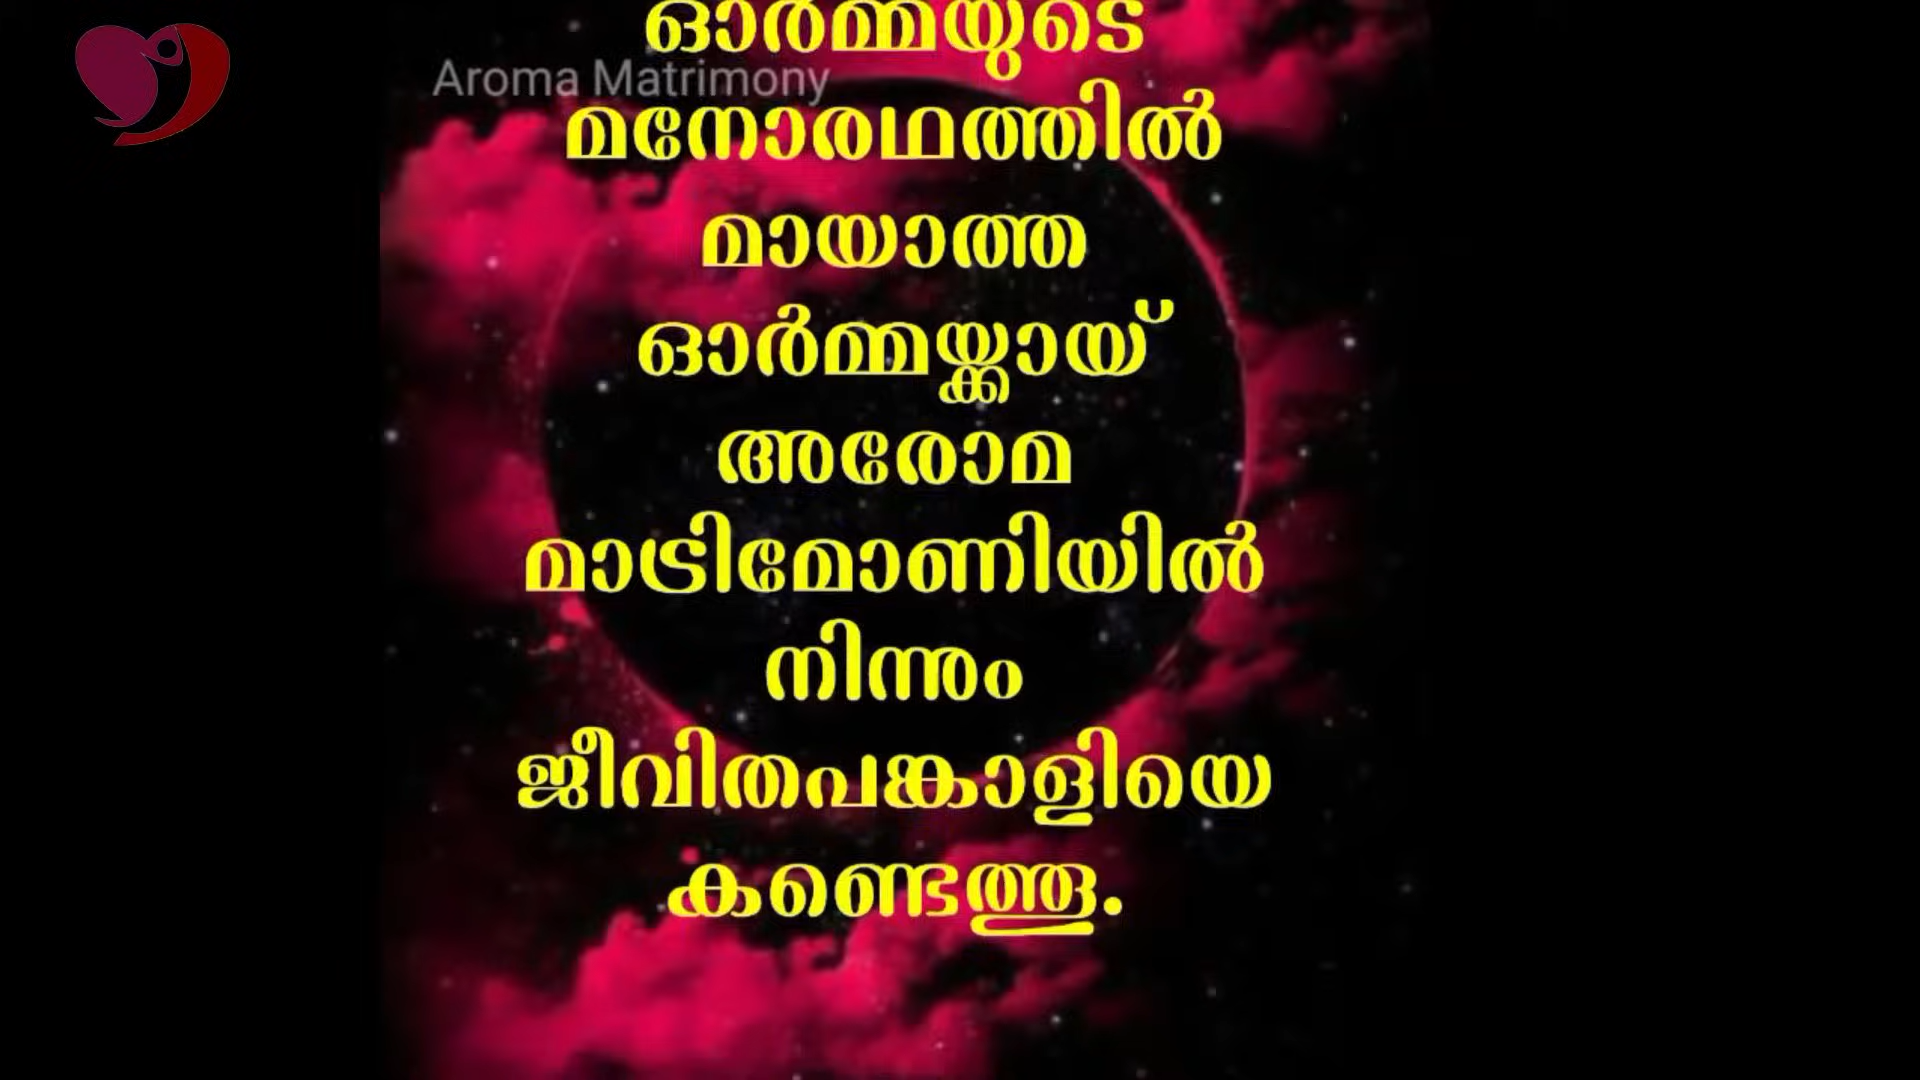 ഓർമ്മയുടെ
Aroma Matrimony
മനോരഥത്തിൽ
മായാത്ത
ഓർമ്മയ്ക്കായ്
അരോമ
മാട്രിമോണിയിൽ
നിന്നും
ജീവിതപങ്കാളിയെ
കണ്ടെത്തൂ.